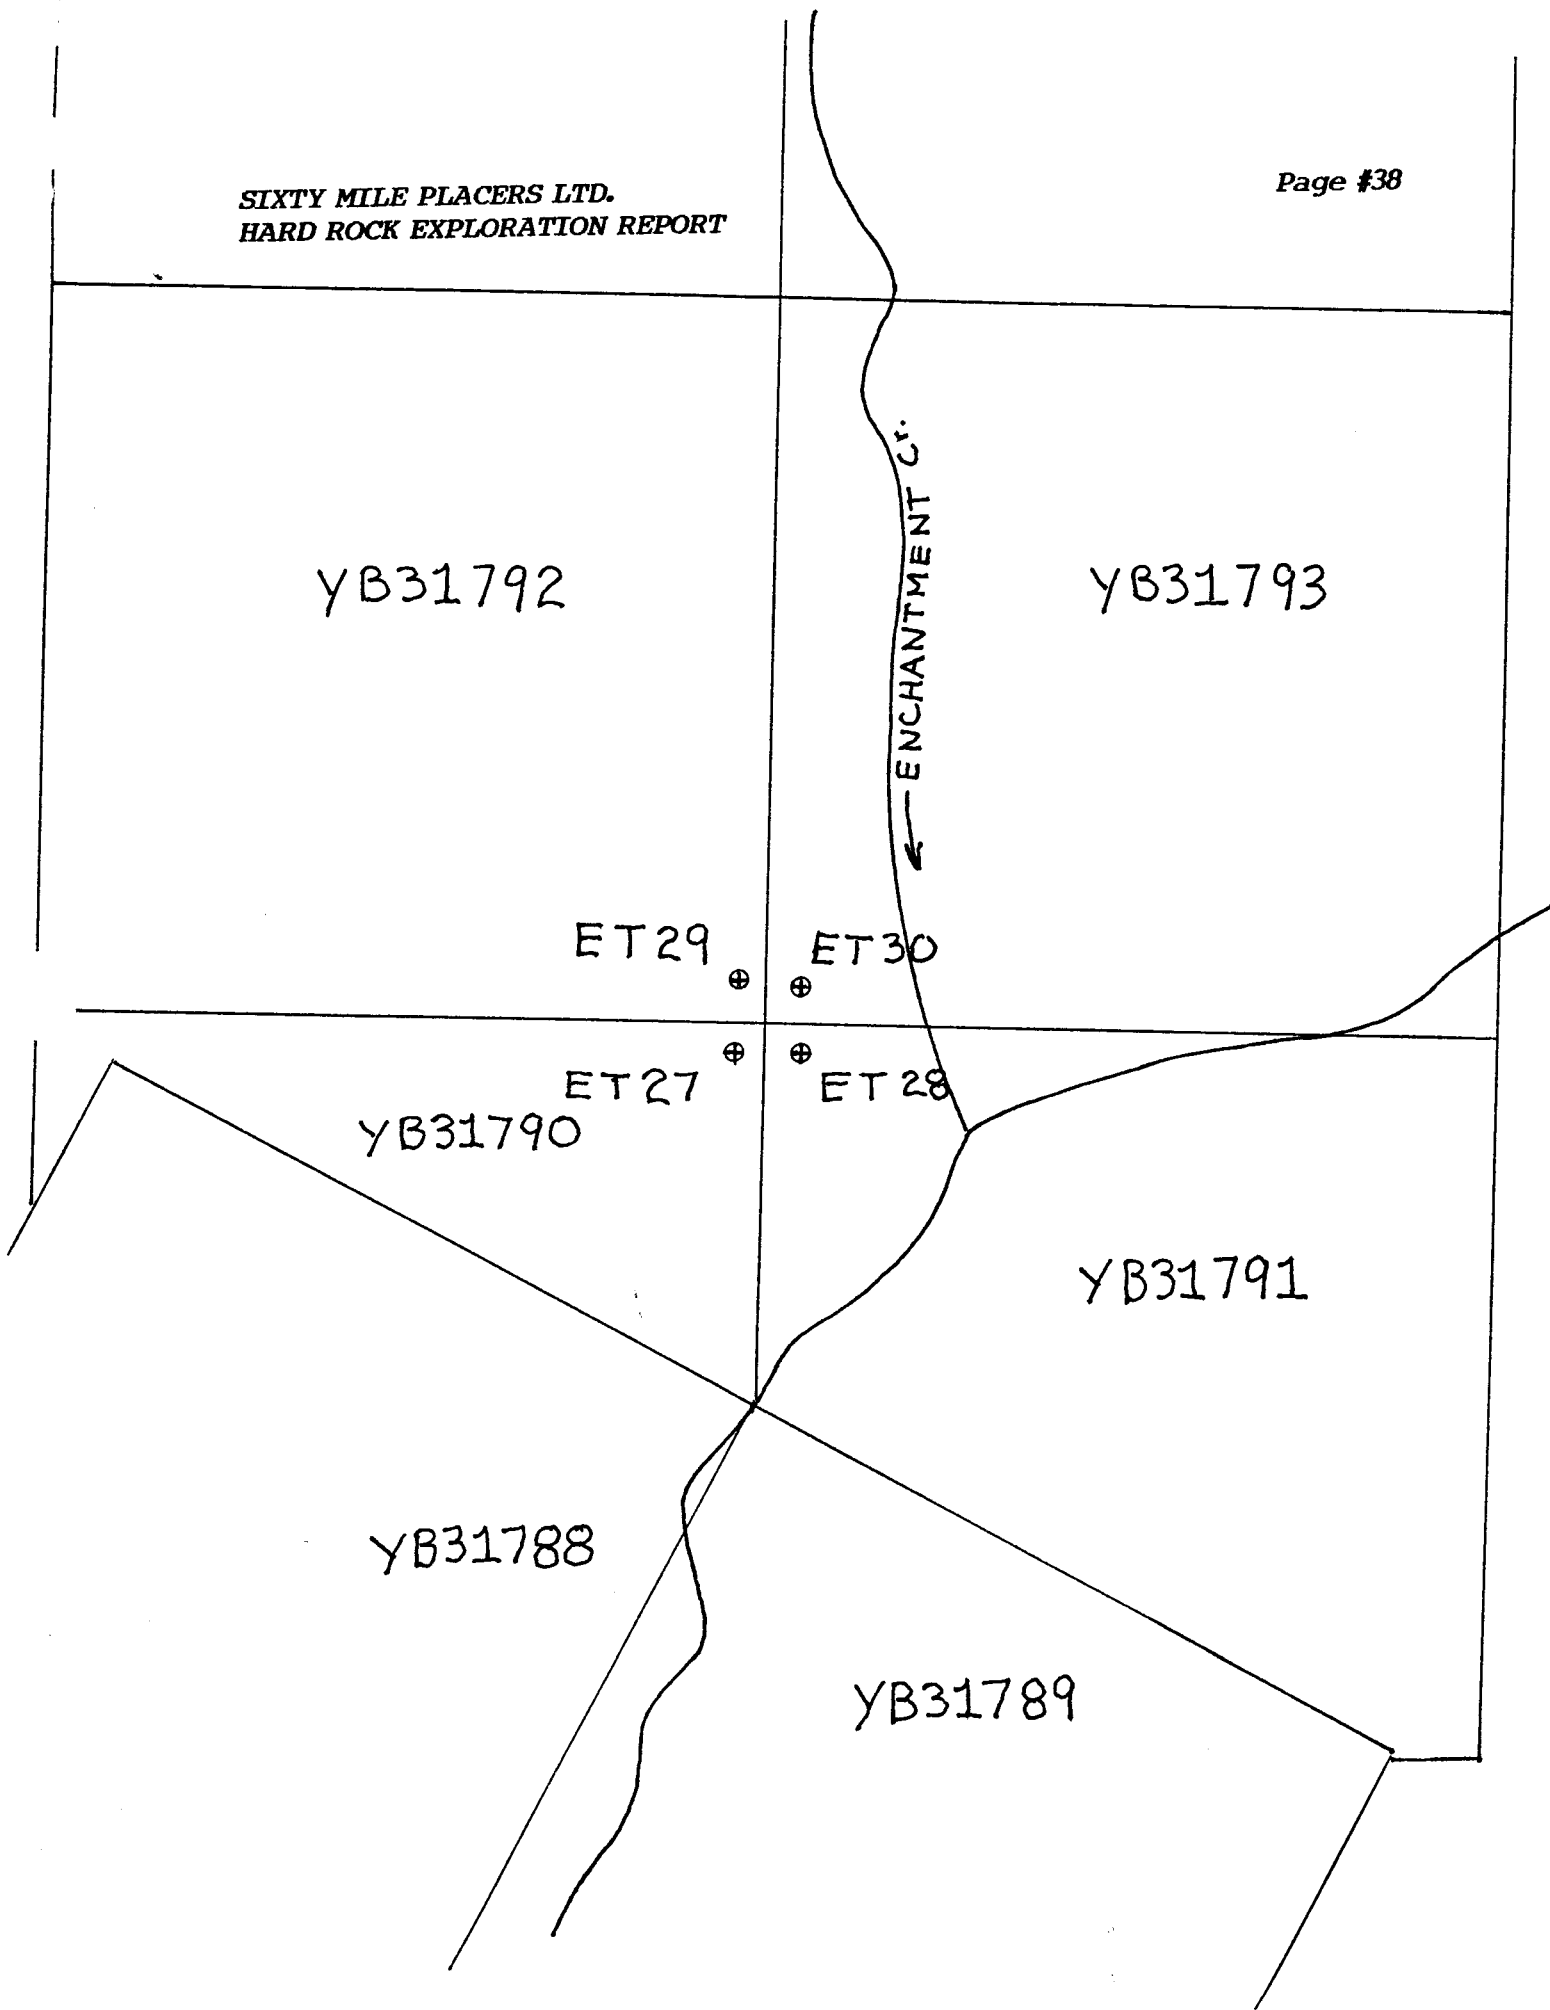 SIXTY MILE PLACERS LTD.
HARD ROCK EXPLORATION REPORT
Page #38
ENCHANTMENT Cr.
YB31792
YB31793
ET29
ET30
ET27
ET28
YB31790
YB31791
YB31788
YB31789